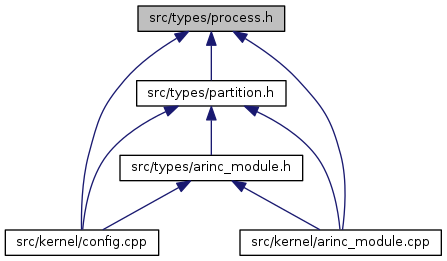 src/types/process.h
src/types/partition.h
src/types/arinc_module.h
src/kernel/config.cpp
src/kernel/arinc_module.cpp